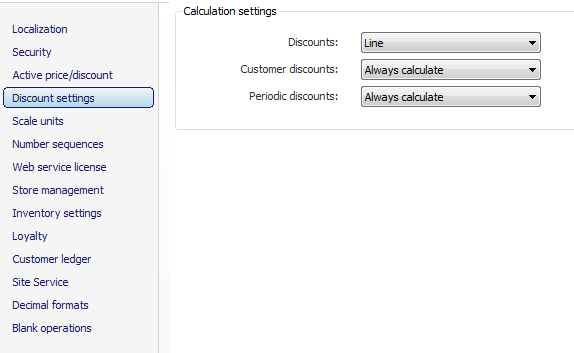 Localization
Security
Active price/discount
Discount settings
Scale units
Number sequences
Web service license
Store management
Inventory settings
Loyalty
Customer ledger
Site Service
Decimal formats
Blank operations
Calculation settings
Discounts: Line
Customer discounts: Always calculate
Periodic discounts: Always calculate